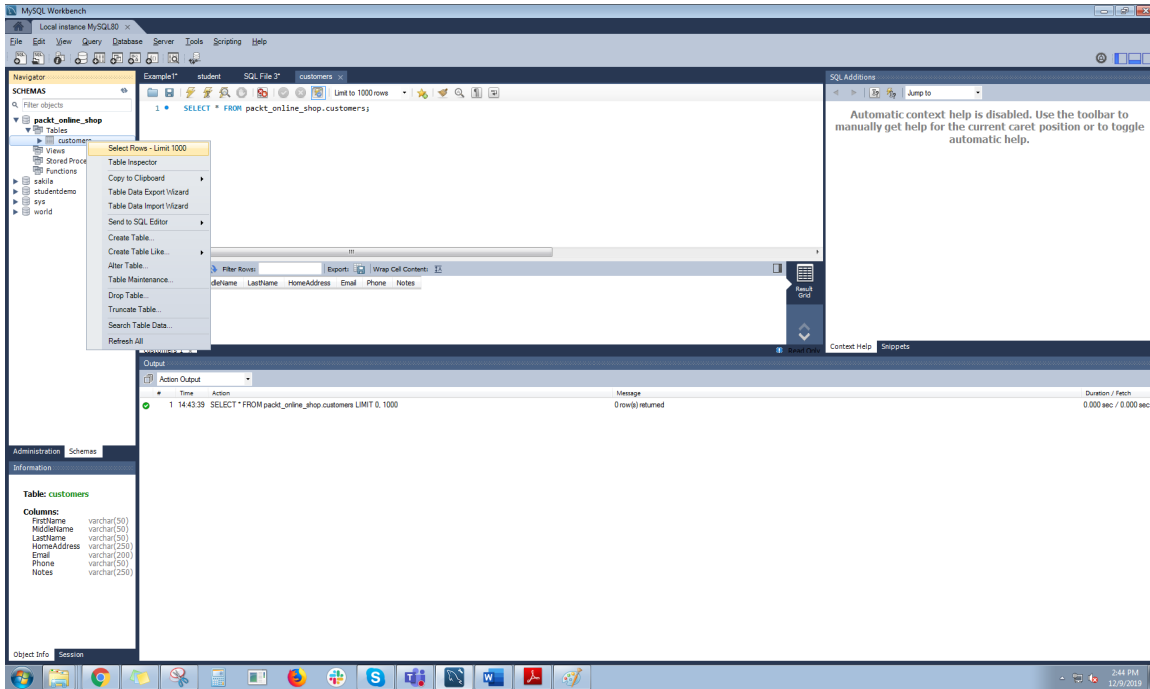 MySQL Workbench
Local instance MySQL80
File Edit View Query Database Server Tools Scripting Help
Navigator
SCHEMAS
Filter objects
packt_online_shop
Tables
customers
Views
Stored Proce
Functions
sakila
studentdemo
sys
world
Select Rows - Limit 1000
Table Inspector
Copy to Clipboard
Table Data Export Wizard
Table Data Import Wizard
Send to SQL Editor
Create Table...
Create Table Like...
Alter Table...
Table Maintenance...
Drop Table...
Truncate Table...
Search Table Data...
Refresh All
Example1* student SQL File 3* customers
Limit to 1000 rows
1 SELECT * FROM packt_online_shop.customers;
Filter Rows: Export: Wrap Cell Content:
dleName LastName HomeAddress Email Phone Notes
Result Grid
Read Only
SQL Additions
Jump to
Automatic context help is disabled. Use the toolbar to
manually get help for the current caret position or to toggle
automatic help.
Context Help Snippets
Output
Action Output
# Time Action Message Duration / Fetch
1 14:43:39 SELECT * FROM packt_online_shop.customers LIMIT 0, 1000 0 row(s) returned 0.000 sec / 0.000 sec
Administration Schemas
Information
Table: customers
Columns:
FirstName varchar(50)
MiddleName varchar(50)
LastName varchar(50)
HomeAddress varchar(250)
Email varchar(200)
Phone varchar(50)
Notes varchar(250)
Object Info Session
2:44 PM
12/9/2019